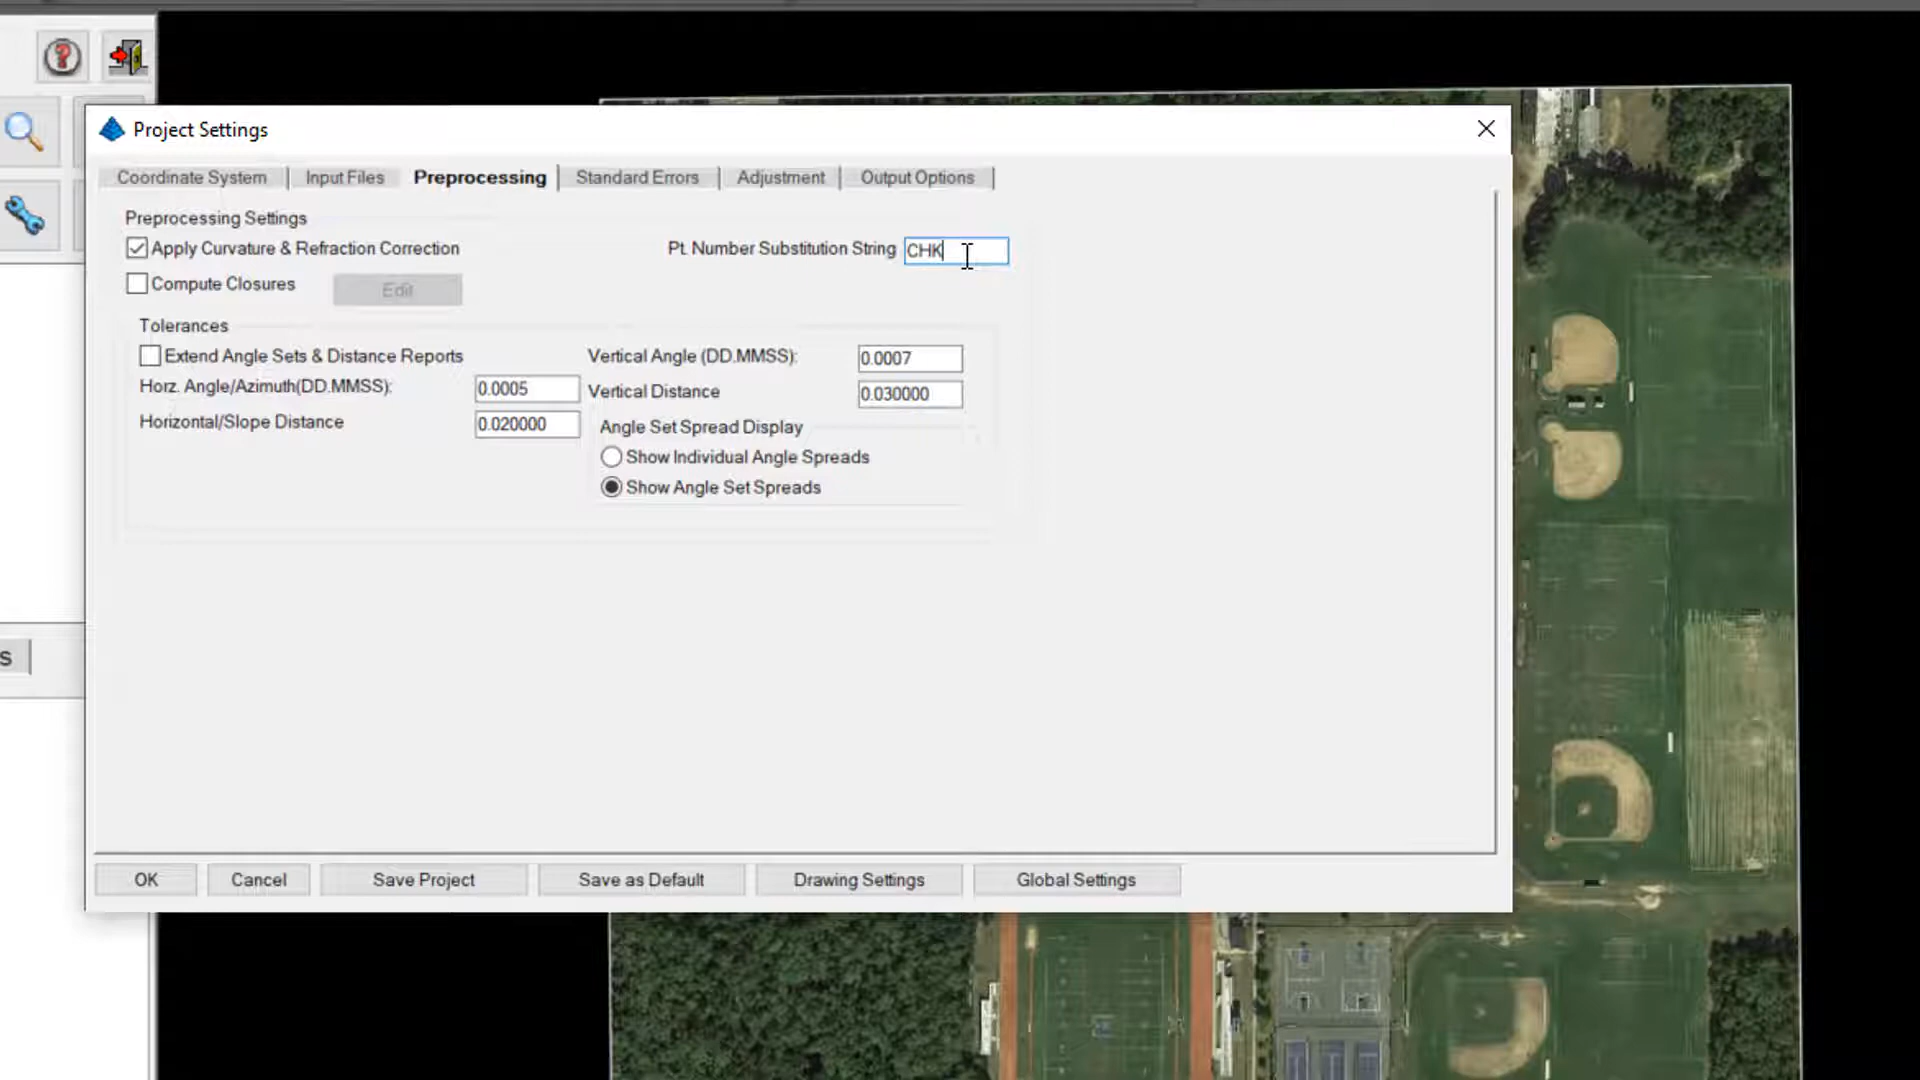 Project Settings
Coordinate System Input Files Preprocessing Standard Errors Adjustment Output Options
Preprocessing Settings
Apply Curvature & Refraction Correction Pt. Number Substitution String CHK
Compute Closures Edit
Tolerances
Extend Angle Sets & Distance Reports Vertical Angle (DD.MMSS): 0.0007
Horz. Angle/Azimuth(DD.MMSS): 0.0005 Vertical Distance 0.030000
Horizontal/Slope Distance 0.020000 Angle Set Spread Display
Show Individual Angle Spreads
Show Angle Set Spreads
S
OK Cancel Save Project Save as Default Drawing Settings Global Settings